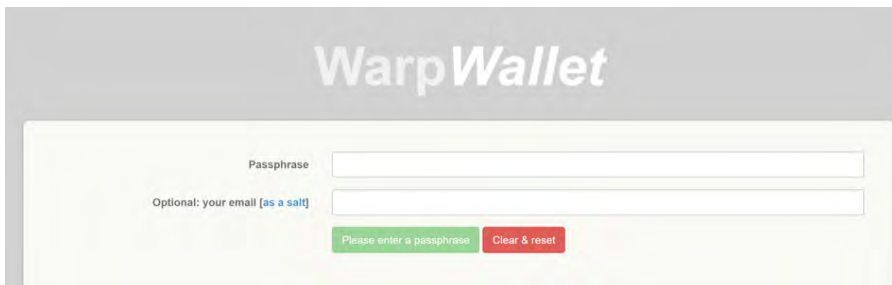 WarpWallet
Passphrase
Optional: your email [as a salt]
Please enter a passphrase Clear & reset